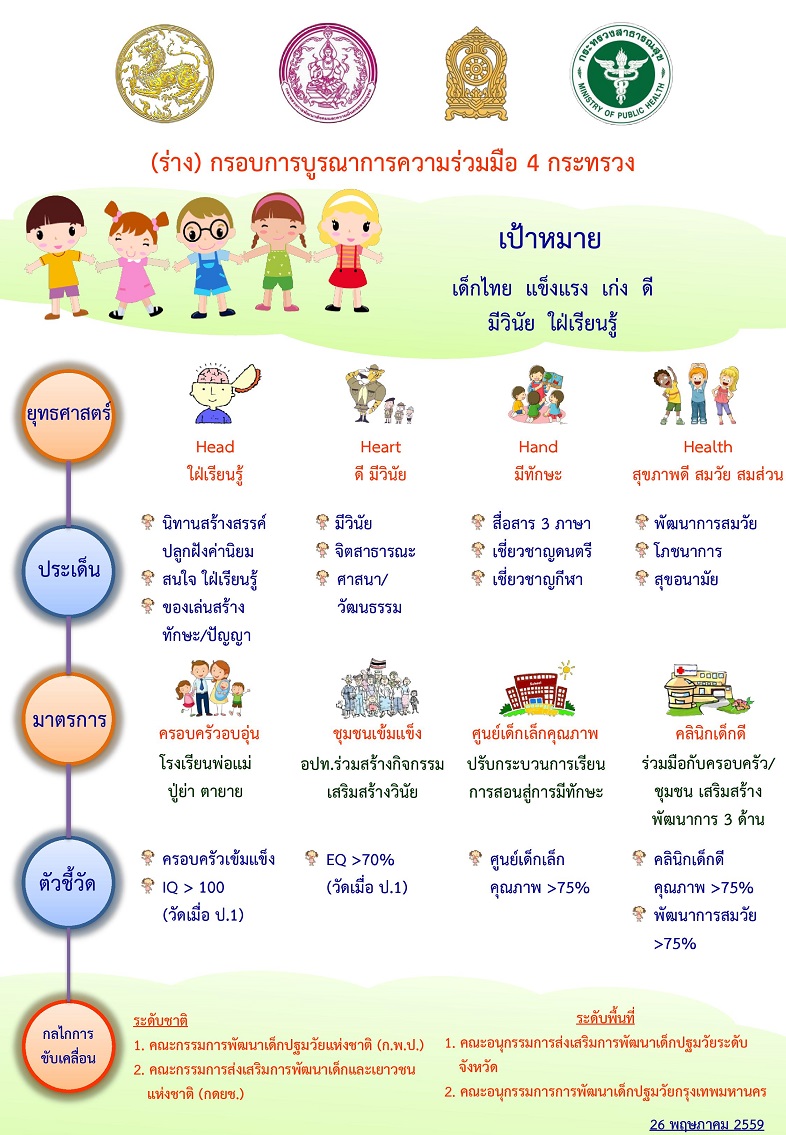 กระทรวงสาธารณสุข
MINISTRY OF PUBLIC HEALTH
(ร่าง) กรอบการบูรณาการความร่วมมือ 4 กระทรวง
เป้าหมาย
เด็กไทย แข็งแรง เก่ง ดี
มีวินัย ใฝ่เรียนรู้
ยุทธศาสตร์
Head
ใฝ่เรียนรู้
Heart
ดี มีวินัย
Hand
มีทักษะ
Health
สุขภาพดี สมวัย สมส่วน
ประเด็น
นิทานสร้างสรรค์
ปลูกฝังค่านิยม
สนใจ ใฝ่เรียนรู้
ของเล่นสร้าง
ทักษะ/ปัญญา
มีวินัย
จิตสาธารณะ
ศาสนา/
วัฒนธรรม
สื่อสาร 3 ภาษา
เชี่ยวชาญดนตรี
เชี่ยวชาญกีฬา
พัฒนาการสมวัย
โภชนาการ
สุขอนามัย
มาตรการ
ครอบครัวอบอุ่น
โรงเรียนพ่อแม่
ปู่ย่า ตายาย
ชุมชนเข้มแข็ง
อปท.ร่วมสร้างกิจกรรม
เสริมสร้างวินัย
School
ศูนย์เด็กเล็กคุณภาพ
ปรับกระบวนการเรียน
การสอนสู่การมีทักษะ
คลินิกเด็กดี
ร่วมมือกับครอบครัว/
ชุมชน เสริมสร้าง
พัฒนาการ 3 ด้าน
ตัวชี้วัด
ครอบครัวเข้มแข็ง
IQ > 100
(วัดเมื่อ ป.1)
EQ >70%
(วัดเมื่อ ป.1)
ศูนย์เด็กเล็ก
คุณภาพ >75%
คลินิกเด็กดี
คุณภาพ >75%
พัฒนาการสมวัย
>75%
กลไกการ
ขับเคลื่อน
ระดับชาติ
1. คณะกรรมการพัฒนาเด็กปฐมวัยแห่งชาติ (ก.พ.ป.)
2. คณะกรรมการส่งเสริมการพัฒนาเด็กและเยาวชน
แห่งชาติ (กดยช.)
ระดับพื้นที่
1. คณะอนุกรรมการส่งเสริมการพัฒนาเด็กปฐมวัยระดับ
จังหวัด
2. คณะอนุกรรมการการพัฒนาเด็กปฐมวัยกรุงเทพมหานคร
26 พฤษภาคม 2559